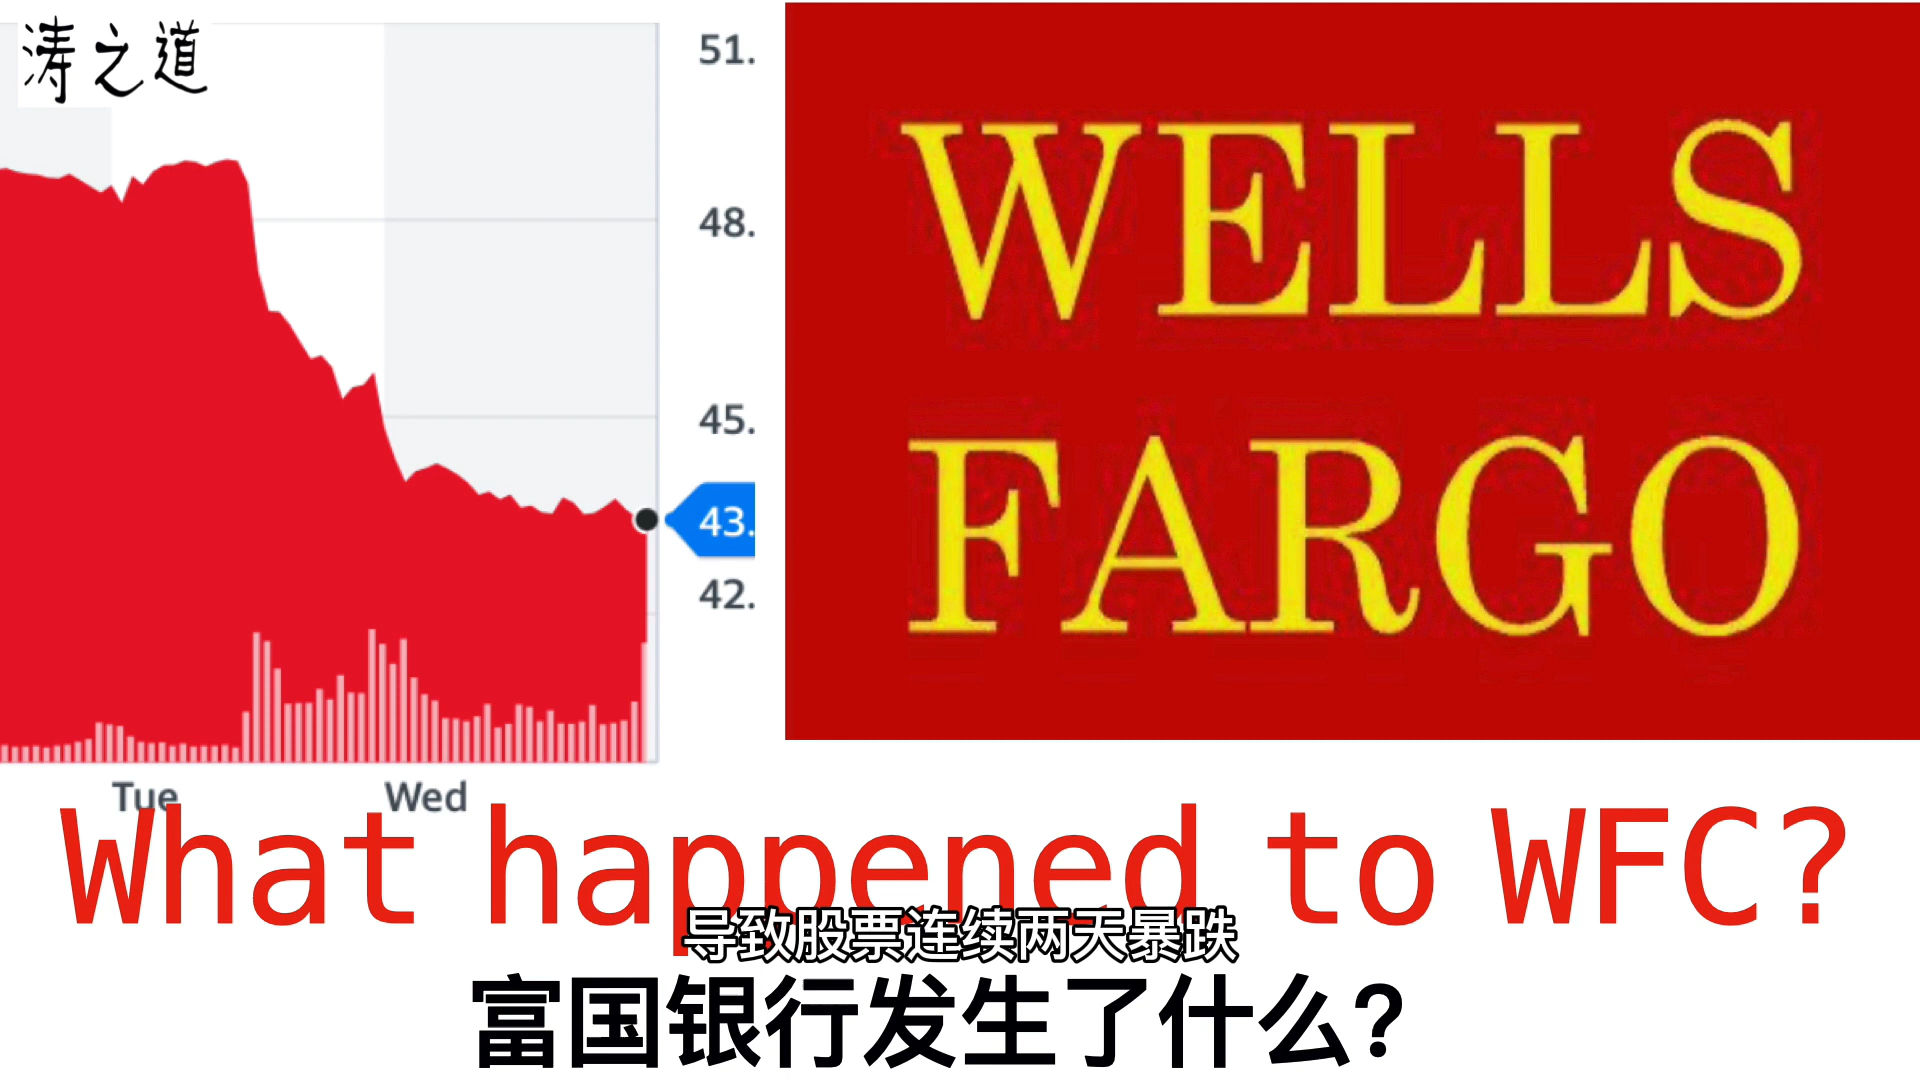 涛之道
51.
48.
45.
43.
42.
Tue Wed
WELLS
FARGO
What happened to WFC?
导致股票连续两天暴跌
富国银行发生了什么？